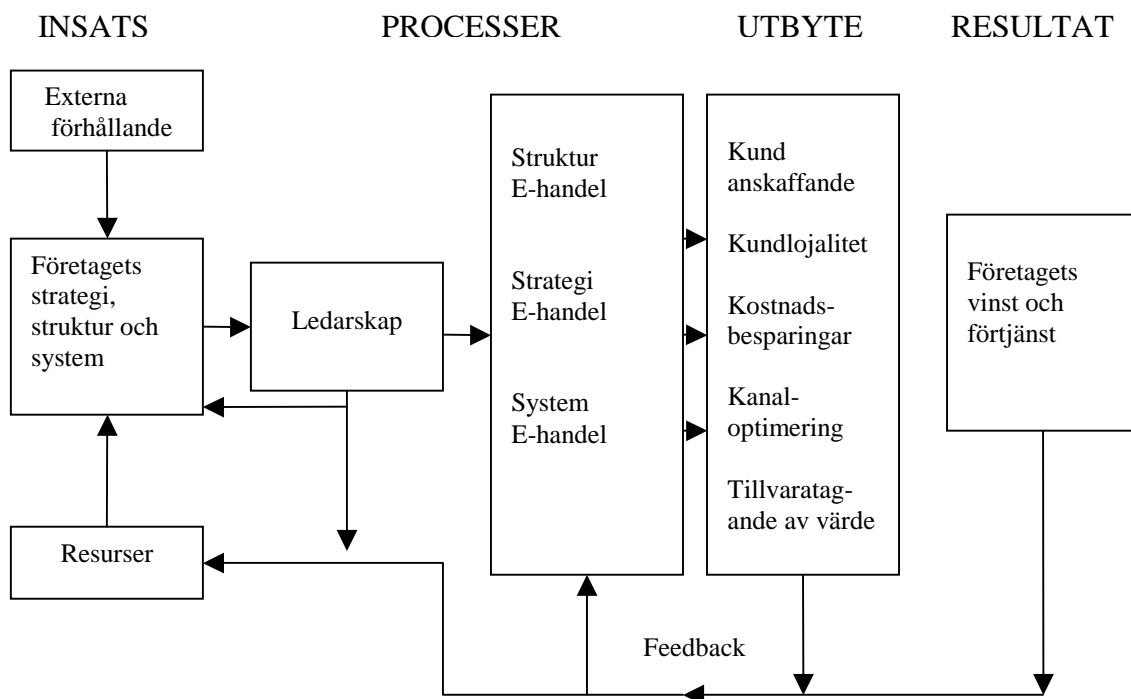 INSATS PROCESSER UTBYTE RESULTAT
Externa
förhållande
Företagets
strategi,
struktur och
system
Resurser
Ledarskap
Struktur
E-handel
Strategi
E-handel
System
E-handel
Kund
anskaffande
Kundlojalitet
Kostnads-
besparingar
Kanal-
optimering
Tillvaratag-
ande av värde
Företagets
vinst och
förtjänst
Feedback